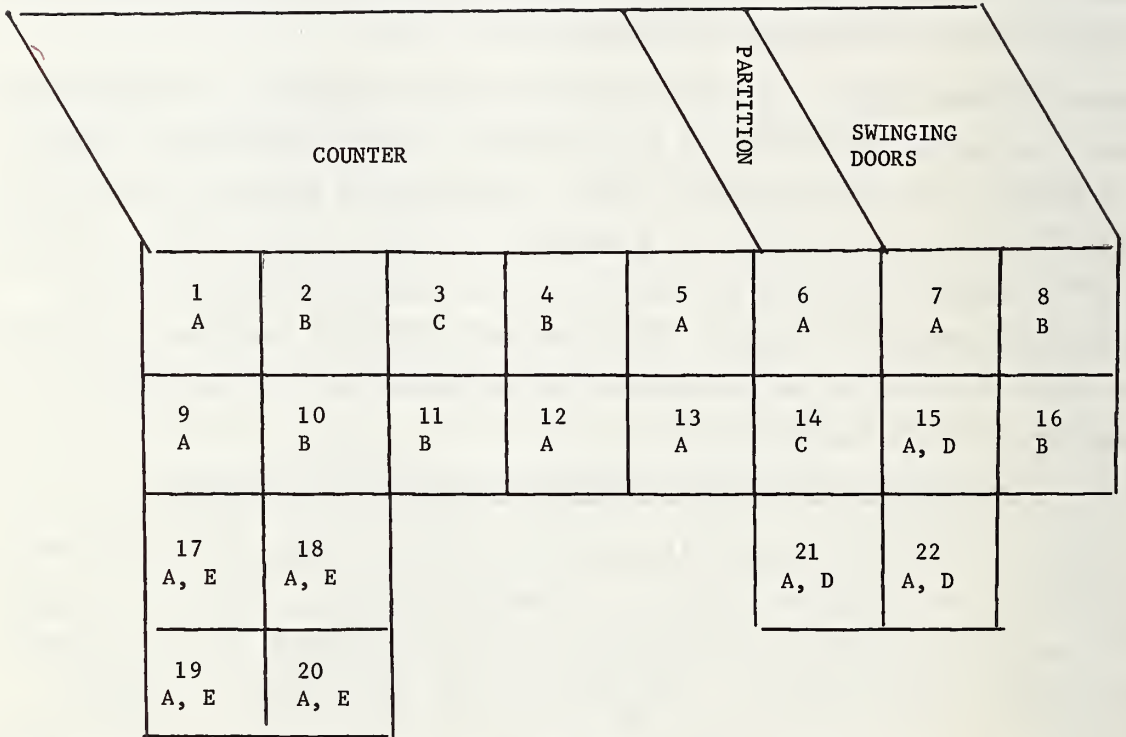 PARTITION
SWINGING
DOORS
COUNTER
1 2 3 4 5 6 7 8
A B C B A A A B
9 10 11 12 13 14 15 16
A B B A A C A, D B
17 18 21 22
A, E A, E A, D A, D
19 20
A, E A, E